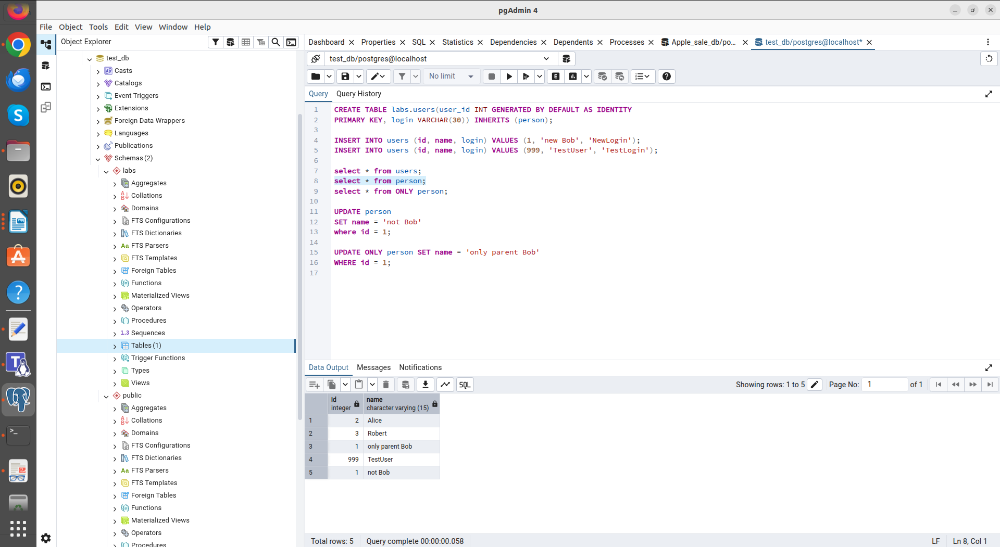 pgAdmin 4
File Object Tools Edit View Window Help
Object Explorer
Dashboard Properties SQL Statistics Dependencies Dependents Processes Apple_sale_db/po... test_db/postgres@localhost*
test_db/postgres@localhost
No limit
Query Query History
1 CREATE TABLE labs.users(user_id INT GENERATED BY DEFAULT AS IDENTITY
2 PRIMARY KEY, login VARCHAR(30)) INHERITS (person);
3
4 INSERT INTO users (id, name, login) VALUES (1, 'new Bob', 'NewLogin');
5 INSERT INTO users (id, name, login) VALUES (999, 'TestUser', 'TestLogin');
6
7 select * from users;
8 select * from person;
9 select * from ONLY person;
10
11 UPDATE person
12 SET name = 'not Bob'
13 where id = 1;
14
15 UPDATE ONLY person SET name = 'only parent Bob'
16 WHERE id = 1;
17
test_db
Casts
Catalogs
Event Triggers
Extensions
Foreign Data Wrappers
Languages
Publications
Schemas (2)
labs
Aggregates
Collations
Domains
FTS Configurations
FTS Dictionaries
Aa FTS Parsers
FTS Templates
Foreign Tables
Functions
Materialized Views
Operators
Procedures
1..3 Sequences
Tables (1)
Trigger Functions
Types
Views
public
Aggregates
Collations
Domains
FTS Configurations
FTS Dictionaries
Aa FTS Parsers
FTS Templates
Foreign Tables
Functions
Materialized Views
Operators
Procedures
Data Output Messages Notifications
SQL
Showing rows: 1 to 5 Page No: 1 of 1
id integer name character varying (15)
1 2 Alice
2 3 Robert
3 1 only parent Bob
4 999 TestUser
5 1 not Bob
Total rows: 5 Query complete 00:00:00.058 LF Ln 8, Col 1